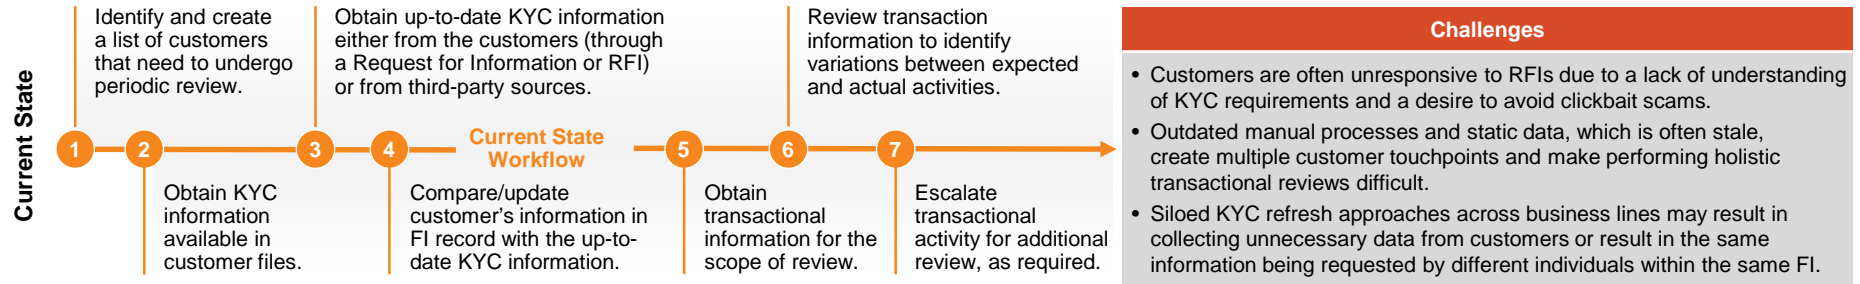 Current State
Identify and create
a list of customers
that need to undergo
periodic review.
Obtain up-to-date KYC information
either from the customers (through
a Request for Information or RFI)
or from third-party sources.
Review transaction
information to identify
variations between expected
and actual activities.
1
2
3
4
Current State
Workflow
5
6
7
Obtain KYC
information
available in
customer files.
Compare/update
customer's information in
FI record with the up-to-
date KYC information.
Obtain
transactional
information for the
scope of review.
Escalate
transactional
activity for additional
review, as required.
Challenges
• Customers are often unresponsive to RFIs due to a lack of understanding
of KYC requirements and a desire to avoid clickbait scams.
• Outdated manual processes and static data, which is often stale,
create multiple customer touchpoints and make performing holistic
transactional reviews difficult.
• Siloed KYC refresh approaches across business lines may result in
collecting unnecessary data from customers or result in the same
information being requested by different individuals within the same FI.